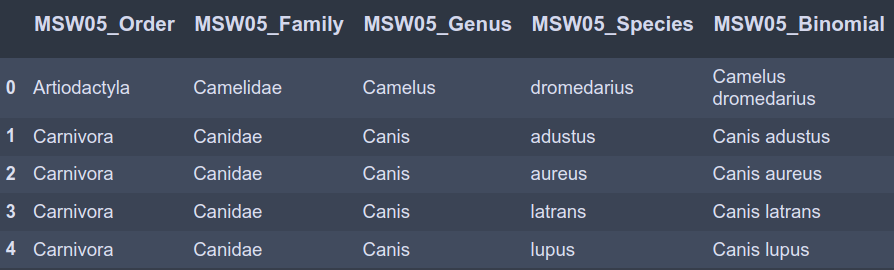 MSW05_Order MSW05_Family MSW05_Genus MSW05_Species MSW05_Binomial
0 Artiodactyla Camelidae Camelus dromedarius Camelus dromedarius
1 Carnivora Canidae Canis adustus Canis adustus
2 Carnivora Canidae Canis aureus Canis aureus
3 Carnivora Canidae Canis latrans Canis latrans
4 Carnivora Canidae Canis lupus Canis lupus